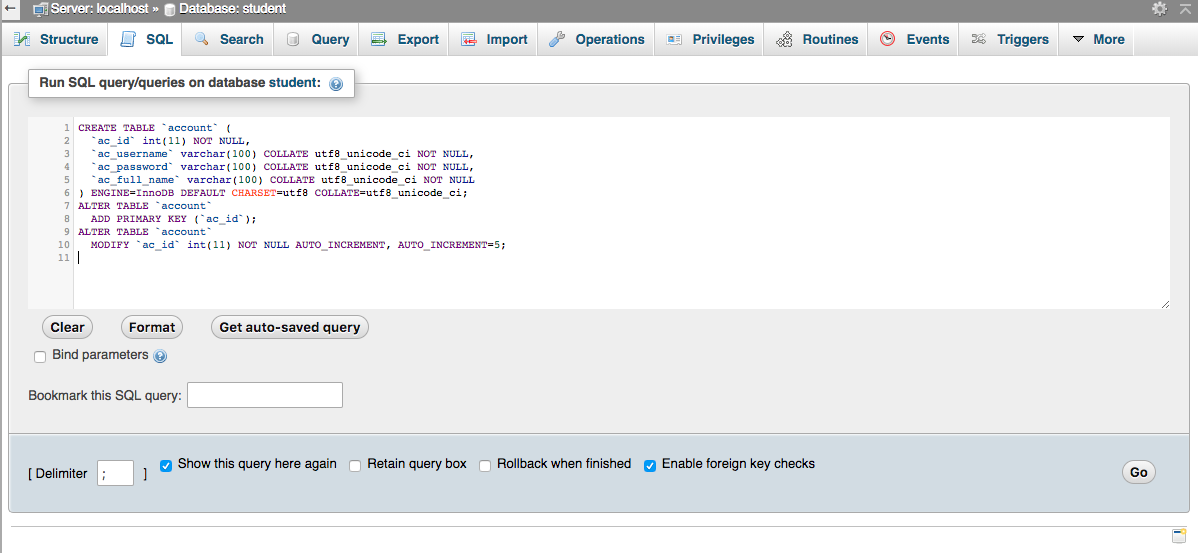 Server: localhost » Database: student
Structure SQL Search Query Export Import Operations Privileges Routines Events Triggers More
Run SQL query/queries on database student:
1 CREATE TABLE `account` (
2 `ac_id` int(11) NOT NULL,
3 `ac_username` varchar(100) COLLATE utf8_unicode_ci NOT NULL,
4 `ac_password` varchar(100) COLLATE utf8_unicode_ci NOT NULL,
5 `ac_full_name` varchar(100) COLLATE utf8_unicode_ci NOT NULL
6 ) ENGINE=InnoDB DEFAULT CHARSET=utf8 COLLATE=utf8_unicode_ci;
7 ALTER TABLE `account`
8 ADD PRIMARY KEY (`ac_id`);
9 ALTER TABLE `account`
10 MODIFY `ac_id` int(11) NOT NULL AUTO_INCREMENT, AUTO_INCREMENT=5;
11
Clear Format Get auto-saved query
Bind parameters
Bookmark this SQL query:
[ Delimiter ; ] Show this query here again Retain query box Rollback when finished Enable foreign key checks Go